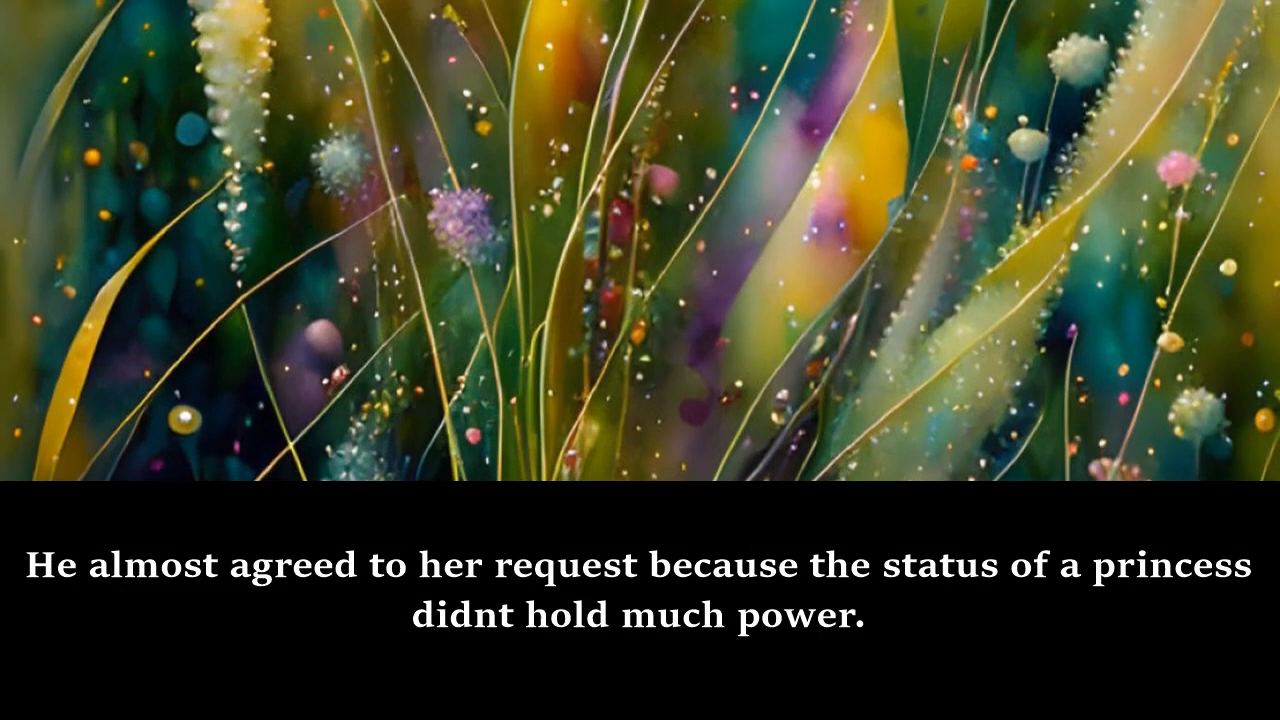 He almost agreed to her request because the status of a princess
didnt hold much power.